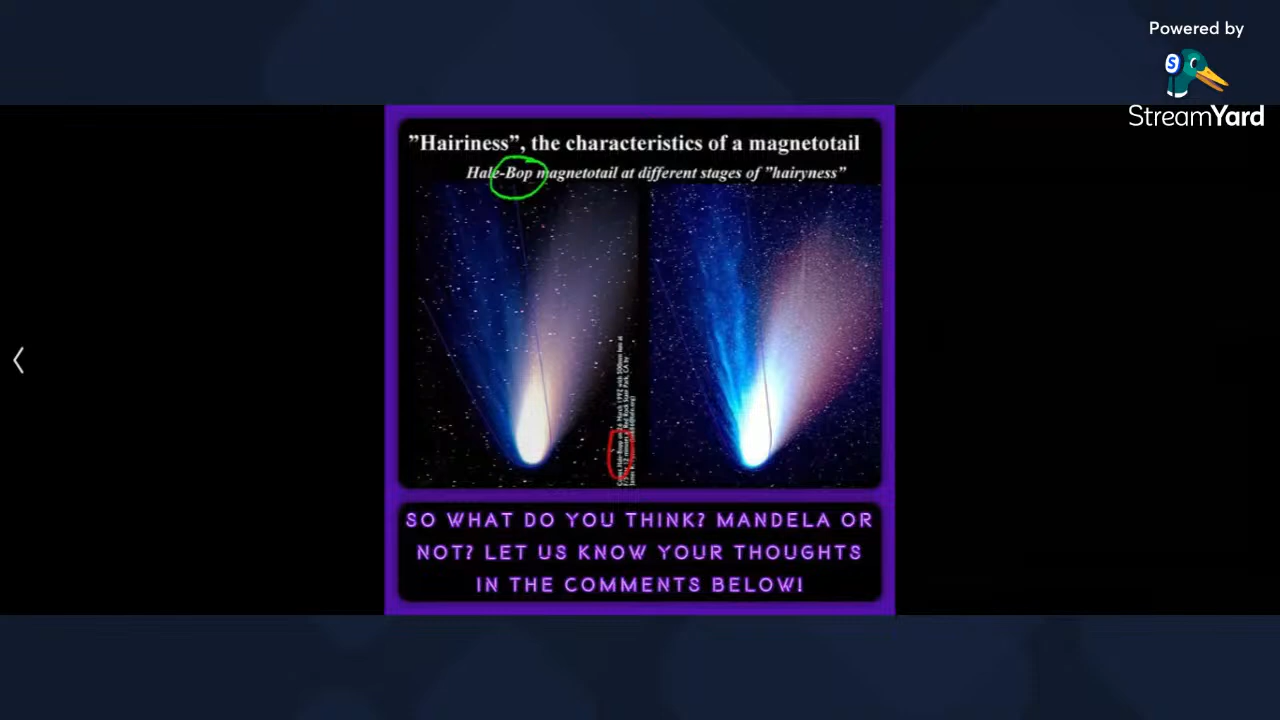 Powered by
S
StreamYard
"Hairiness", the characteristics of a magnetotail
Hale-Bop magnetotail at different stages of "hairyness"
SO WHAT DO YOU THINK? MANDELA OR
NOT? LET US KNOW YOUR THOUGHTS
IN THE COMMENTS BELOW!